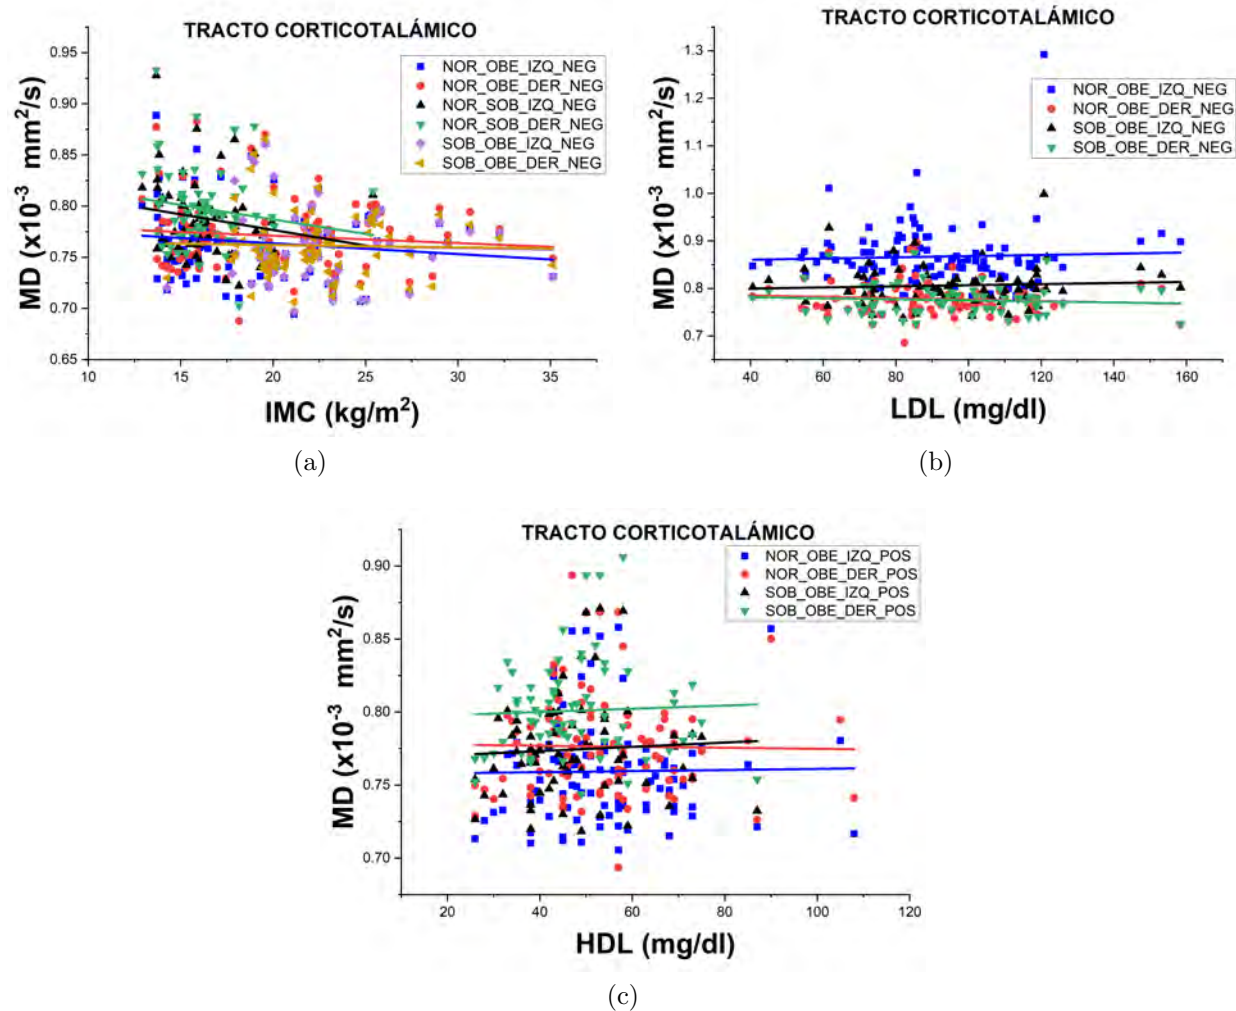 TRACTO CORTICOTALÁMICO
NOR_OBE_IZQ_NEG
NOR_OBE_DER_NEG
NOR_SOB_IZQ_NEG
NOR_SOB_DER_NEG
SOB_OBE_IZQ_NEG
SOB_OBE_DER_NEG
MD (x10⁻³ mm²/s)
0.95
0.90
0.85
0.80
0.75
0.70
0.65
10 15 20 25 30 35
IMC (kg/m²)
(a)
TRACTO CORTICOTALÁMICO
NOR_OBE_IZQ_NEG
NOR_OBE_DER_NEG
SOB_OBE_IZQ_NEG
SOB_OBE_DER_NEG
MD (x10⁻³ mm²/s)
1.3
1.0
0.9
0.8
0.7
40 60 80 100 120 140 160
LDL (mg/dl)
(b)
TRACTO CORTICOTALÁMICO
NOR_OBE_IZQ_POS
NOR_OBE_DER_POS
SOB_OBE_IZQ_POS
SOB_OBE_DER_POS
MD (x10⁻³ mm²/s)
0.90
0.85
0.80
0.75
0.70
20 40 60 80 100 120
HDL (mg/dl)
(c)